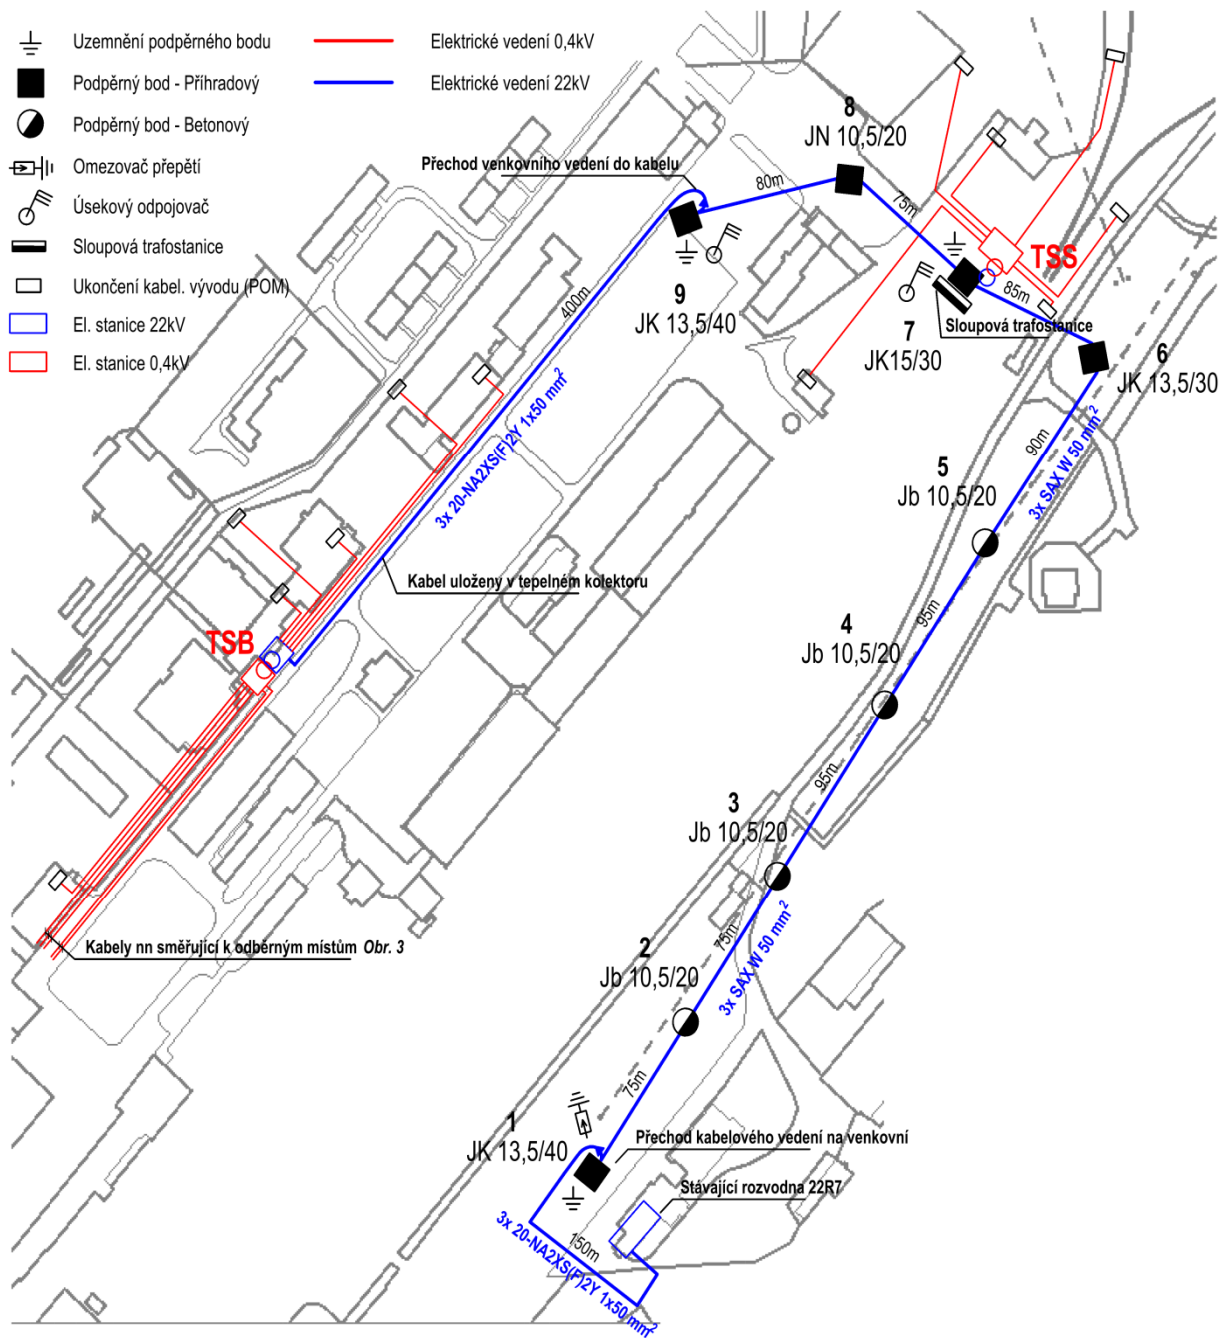 Uzemnění podpěrného bodu
Elektrické vedení 0,4kV
Podpěrný bod - Příhradový
Elektrické vedení 22kV
Podpěrný bod - Betonový
Omezovač přepětí
Úsekový odpojovač
Sloupová trafostanice
Ukončení kabel. vývodu (POM)
El. stanice 22kV
El. stanice 0,4kV
8
JN 10,5/20
Přechod venkovního vedení do kabelu
80m
75m
TSS
85m
9
JK 13,5/40
Sloupová trafostanice
7
JK15/30
6
JK 13,5/30
400m
3x 20-NA2XS(F)2Y 1x50 mm²
90m
3x SAX W 50 mm²
5
Jb 10,5/20
Kabel uložený v tepelném kolektoru
95m
4
Jb 10,5/20
TSB
95m
3
Jb 10,5/20
75m
3x SAX W 50 mm²
Kabely nn směřující k odběrným místům Obr. 3
2
Jb 10,5/20
75m
1
JK 13,5/40
Přechod kabelového vedení na venkovní
Stávající rozvodna 22R7
150m
3x 20-NA2XS(F)2Y 1x50 mm²